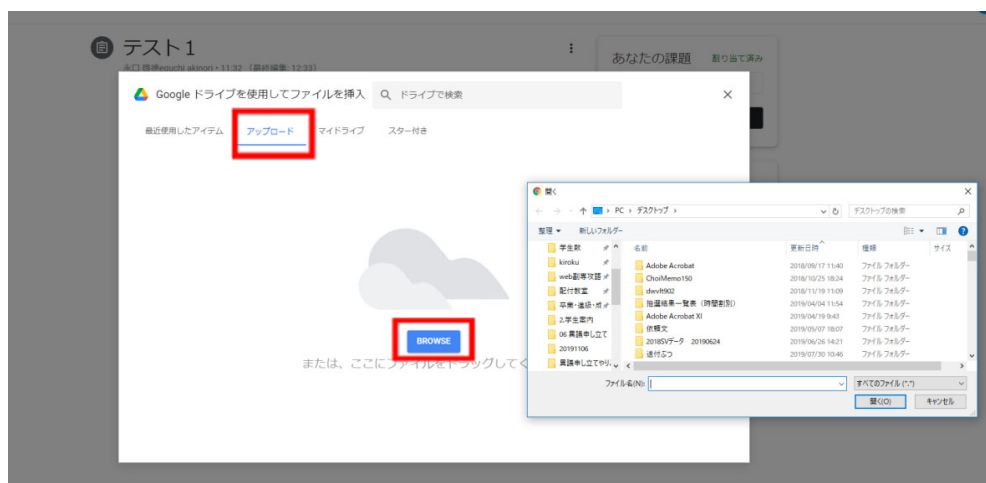 テスト1
11:32 (最終編集: 12:33)
あなたの課題 割り当て済み
Google ドライブを使用してファイルを挿入
ドライブで検索
最近使用したアイテム アップロード マイドライブ スター付き
BROWSE
または、ここにファイルをドラッグしてく
開く
PC › デスクトップ ›
デスクトップの検索
整理 新しいフォルダー
学生数
kiroku
web副専攻語
配付教室
卒業・進級・成
2.学生案内
06 異議申し立て
20191106
異議申し立てやり
名前 更新日時 種類 サイズ
Adobe Acrobat 2018/09/17 11:40 ファイル フォルダー
ChoiMemo150 2018/10/25 18:24 ファイル フォルダー
dwvlt902 2018/11/19 11:09 ファイル フォルダー
抽選結果一覧表(時間割別) 2019/04/04 11:54 ファイル フォルダー
Adobe Acrobat XI 2019/04/19 9:43 ファイル フォルダー
依頼文 2019/05/07 18:07 ファイル フォルダー
2018SVデータ 20190624 2019/06/26 14:21 ファイル フォルダー
送付ぶつ 2019/07/30 10:46 ファイル フォルダー
ファイル名(N):
すべてのファイル (*.*)
開く(O) キャンセル